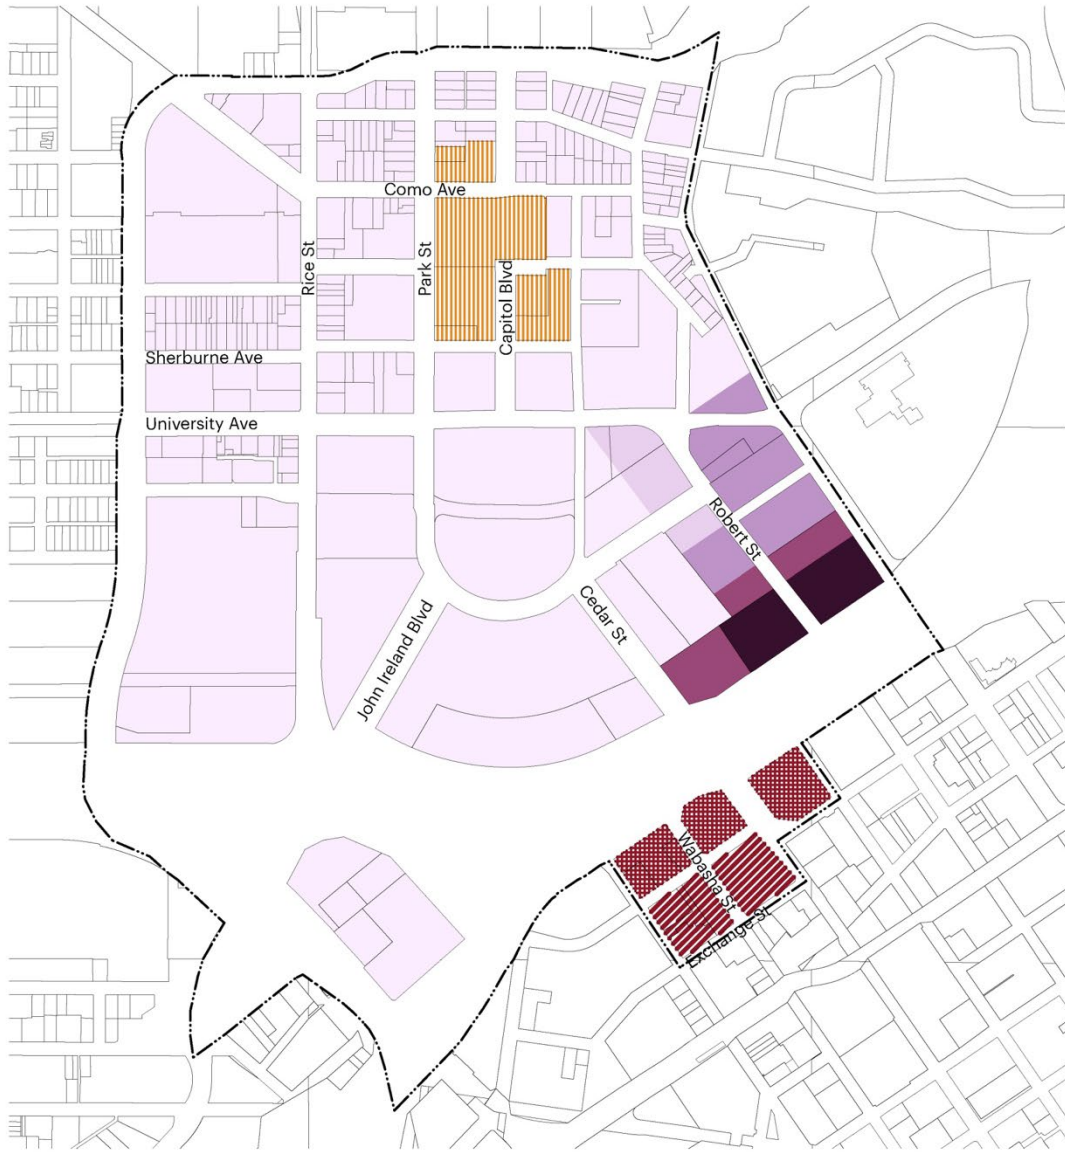 Como Ave
Rice St
Park St
Capitol Blvd
Sherburne Ave
University Ave
Robert St
Cedar St
John Ireland Blvd
Wabasha St
Exchange St